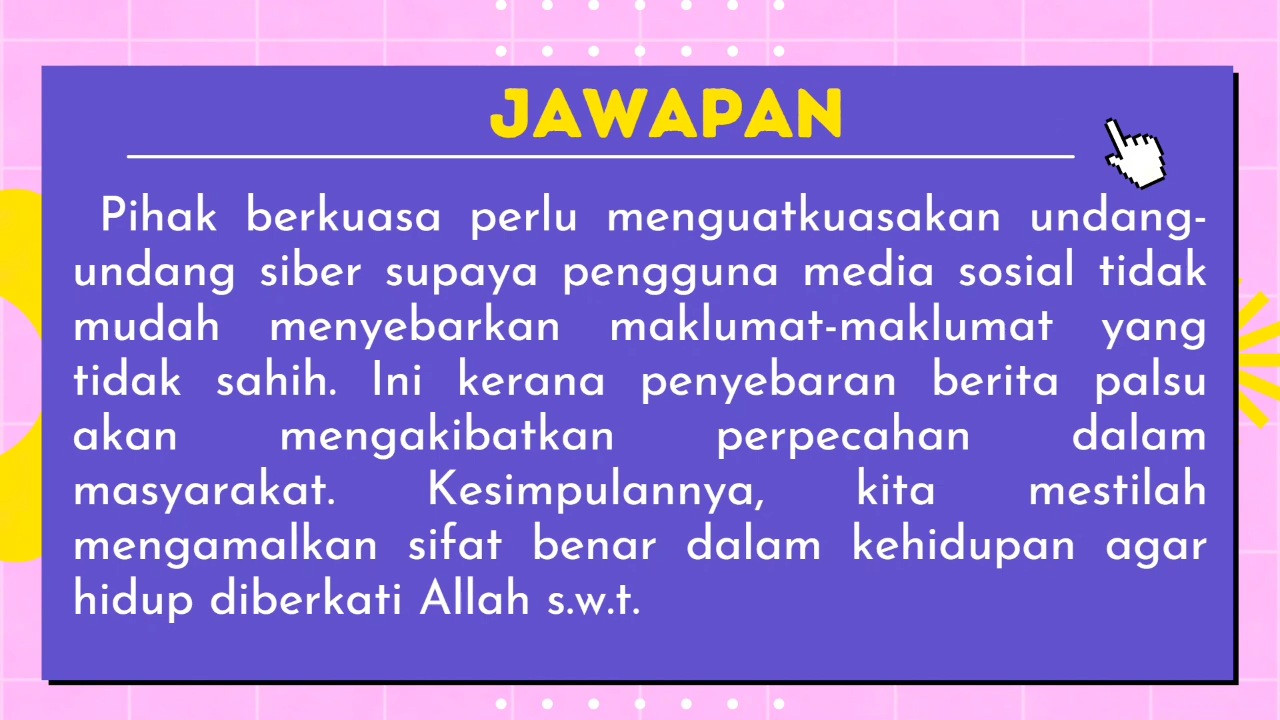 JAWAPAN
Pihak berkuasa perlu menguatkuasakan undang-
undang siber supaya pengguna media sosial tidak
mudah menyebarkan maklumat-maklumat yang
tidak sahih. Ini kerana penyebaran berita palsu
akan mengakibatkan perpecahan dalam
masyarakat. Kesimpulannya, kita mestilah
mengamalkan sifat benar dalam kehidupan agar
hidup diberkati Allah s.w.t.